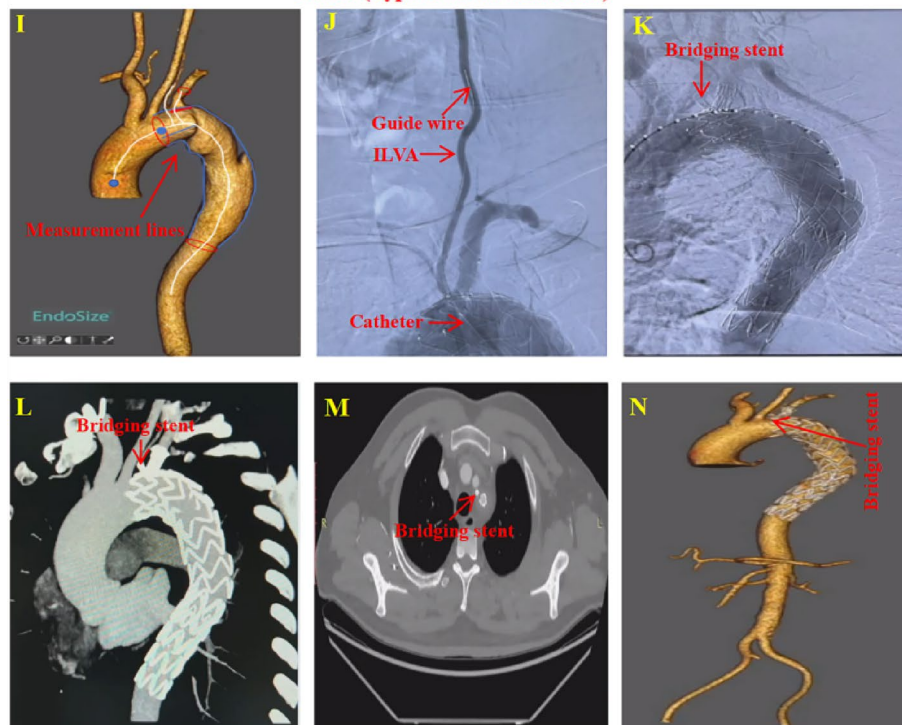 I
Measurement lines
EndoSize
J
Guide wire
ILVA
Catheter
K
Bridging stent
L
Bridging stent
M
Bridging stent
R
L
N
Bridging stent